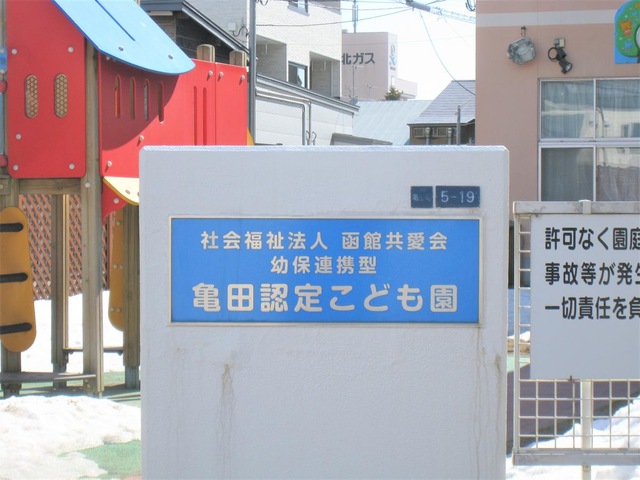 北ガス
5-19
社会福祉法人 函館共愛会
幼保連携型
亀田認定こども園
許可なく園庭
事故等が発生
一切責任を負